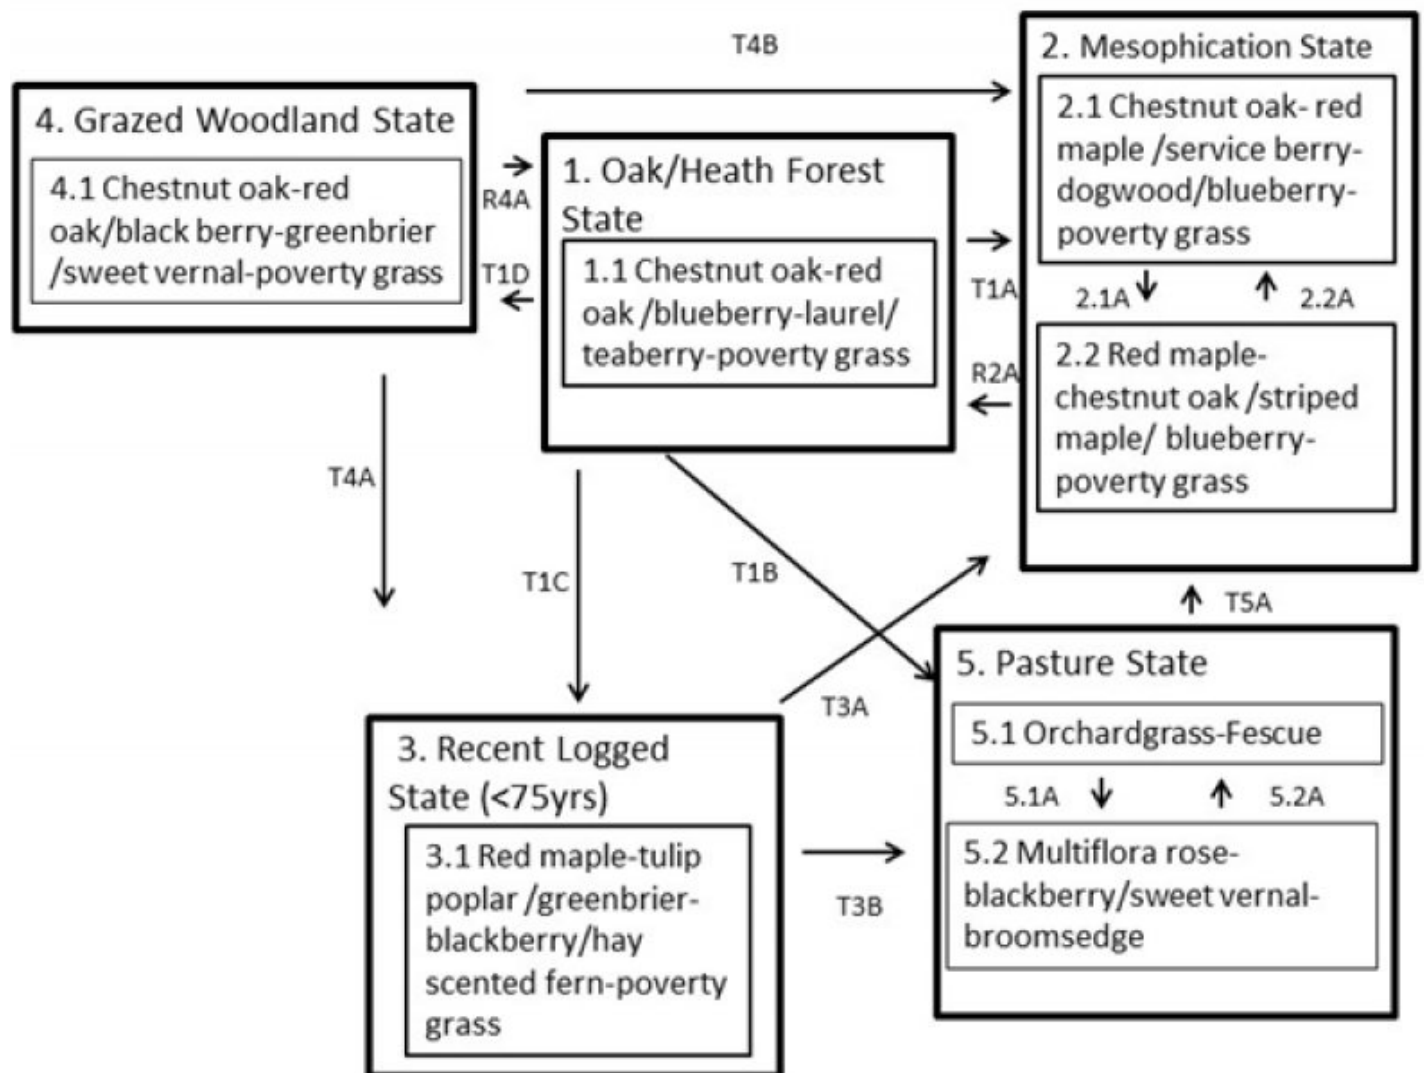 T4B
4. Grazed Woodland State
4.1 Chestnut oak-red
oak/black berry-greenbrier
/sweet vernal-poverty grass
R4A
T1D
1. Oak/Heath Forest
State
1.1 Chestnut oak-red
oak /blueberry-laurel/
teaberry-poverty grass
T1A
R2A
2. Mesophication State
2.1 Chestnut oak- red
maple /service berry-
dogwood/blueberry-
poverty grass
2.1A
2.2A
2.2 Red maple-
chestnut oak /striped
maple/ blueberry-
poverty grass
T4A
T1C
T1B
T3A
T5A
3. Recent Logged
State (<75yrs)
3.1 Red maple-tulip
poplar /greenbrier-
blackberry/hay
scented fern-poverty
grass
T3B
5. Pasture State
5.1 Orchardgrass-Fescue
5.1A
5.2A
5.2 Multiflora rose-
blackberry/sweet vernal-
broomsedge